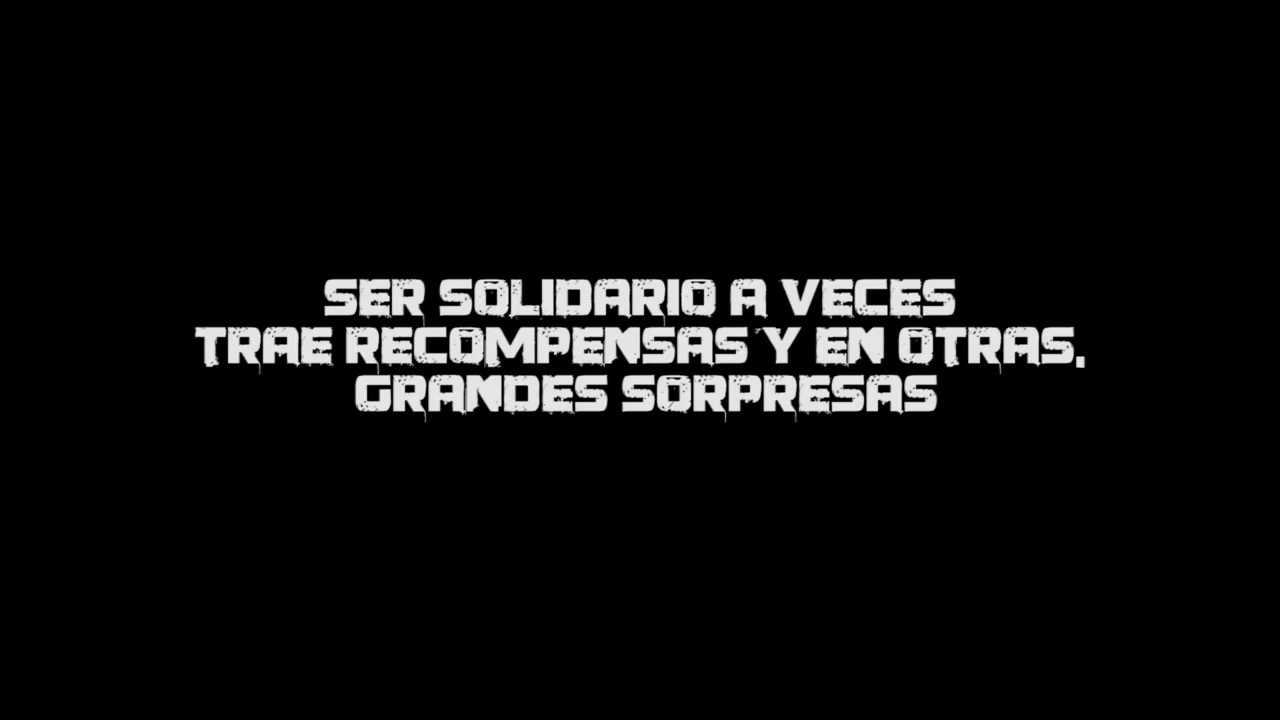 SER SOLIDARIO A VECES
TRAE RECOMPENSAS Y EN OTRAS,
GRANDES SORPRESAS